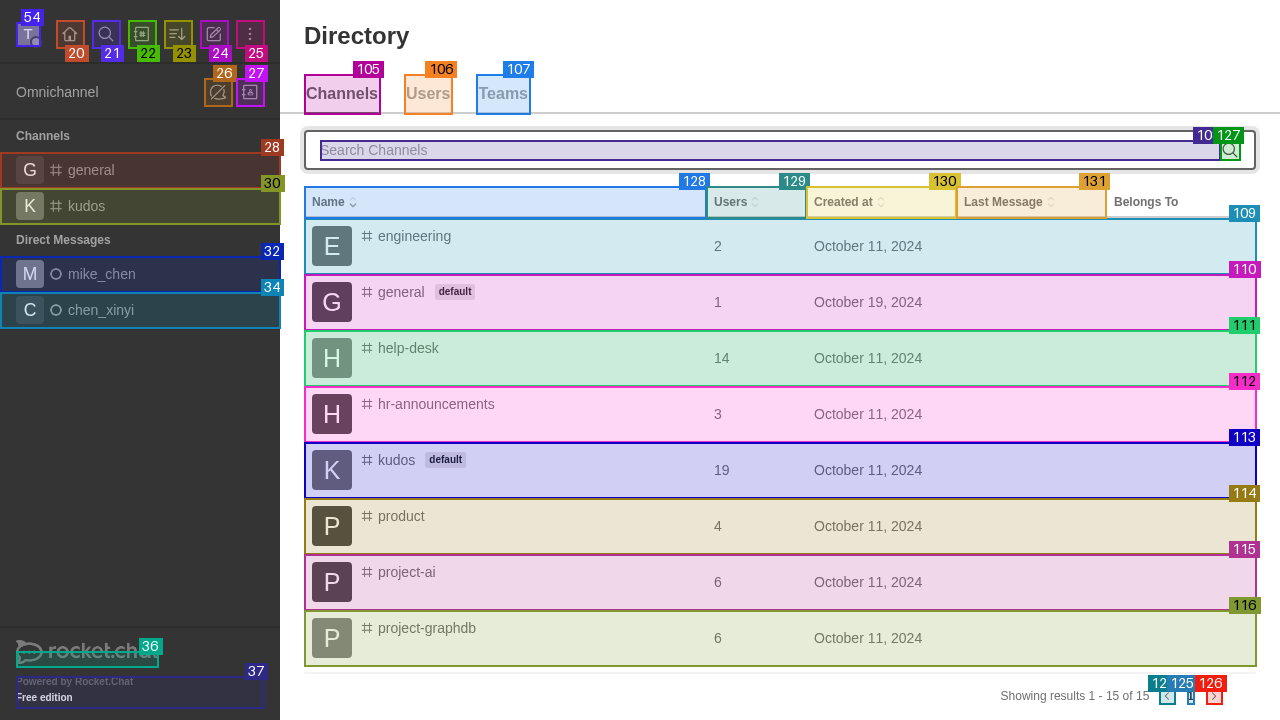 Directory
54
T
20
21
22
23
24
25
Omnichannel
26
27
Channels
28
G general
30
K kudos
Direct Messages
32
M mike_chen
34
C chen_xinyi
36
rocket.chat
37
Powered by Rocket.Chat
Free edition
105 106 107
Channels Users Teams
127
Search Channels
128 129 130 131
Name Users Created at Last Message Belongs To
109
E engineering 2 October 11, 2024
110
G general default 1 October 19, 2024
111
H help-desk 14 October 11, 2024
112
H hr-announcements 3 October 11, 2024
113
K kudos default 19 October 11, 2024
114
P product 4 October 11, 2024
115
P project-ai 6 October 11, 2024
116
P project-graphdb 6 October 11, 2024
125 126
Showing results 1 - 15 of 15 1